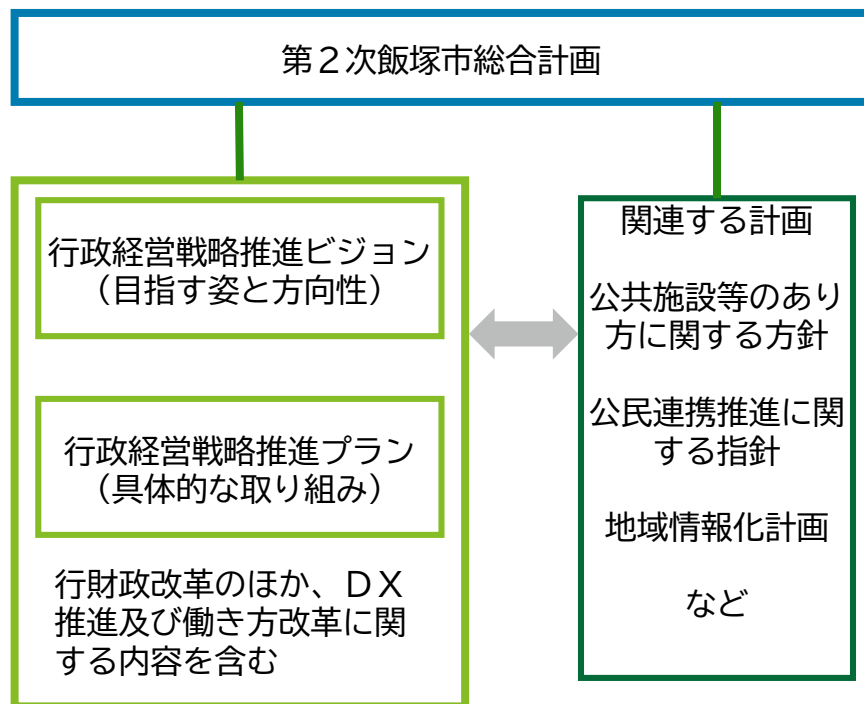 第２次飯塚市総合計画
行政経営戦略推進ビジョン
（目指す姿と方向性）
行政経営戦略推進プラン
（具体的な取り組み）
行財政改革のほか、ＤＸ
推進及び働き方改革に関
する内容を含む
関連する計画
公共施設等のあり
方に関する方針
公民連携推進に関
する指針
地域情報化計画
など